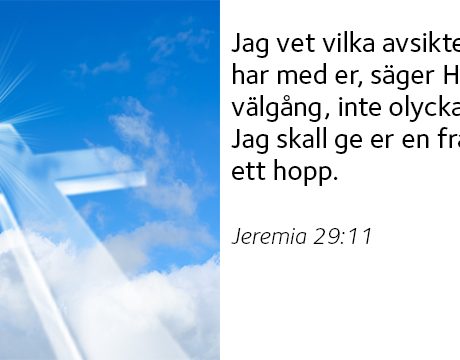 Jag vet vilka avsikte
har med er, säger H
välgång, inte olycka
Jag skall ge er en fra
ett hopp.
Jeremia 29:11